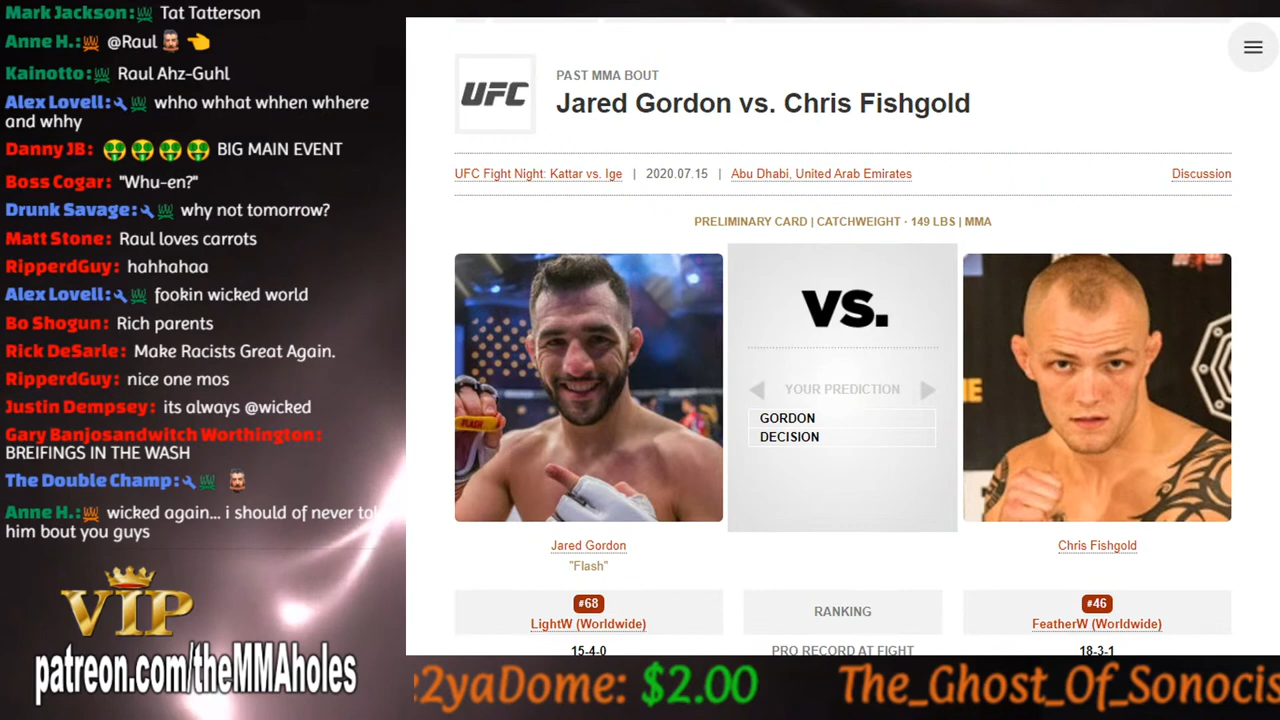 Mark Jackson: Tat Tatterson
Anne H.: @Raul
Kainotto: Raul Ahz-Guhl
Alex Lovell: whho whhat whhen whhere
and whhy
Danny JB: BIG MAIN EVENT
Boss Cogar: "Whu-en?"
Drunk Savage: why not tomorrow?
Matt Stone: Raul loves carrots
RipperdGuy: hahhahaa
Alex Lovell: fookin wicked world
Bo Shogun: Rich parents
Rick DeSarle: Make Racists Great Again.
RipperdGuy: nice one mos
Justin Dempsey: its always @wicked
Gary Banjosandwitch Worthington:
BREIFINGS IN THE WASH
The Double Champ:
Anne H.: wicked again... i should of never tol
him bout you guys
VIP
patreon.com/theMMAholes
UFC
PAST MMA BOUT
Jared Gordon vs. Chris Fishgold
UFC Fight Night: Kattar vs. Ige | 2020.07.15 | Abu Dhabi, United Arab Emirates
Discussion
PRELIMINARY CARD | CATCHWEIGHT · 149 LBS | MMA
FLASH
VS.
YOUR PREDICTION
GORDON
DECISION
Jared Gordon
"Flash"
Chris Fishgold
#68
LightW (Worldwide)
RANKING
#46
FeatherW (Worldwide)
15-4-0
PRO RECORD AT FIGHT
18-3-1
e2yaDome: $2.00 The_Ghost_Of_Sonocis